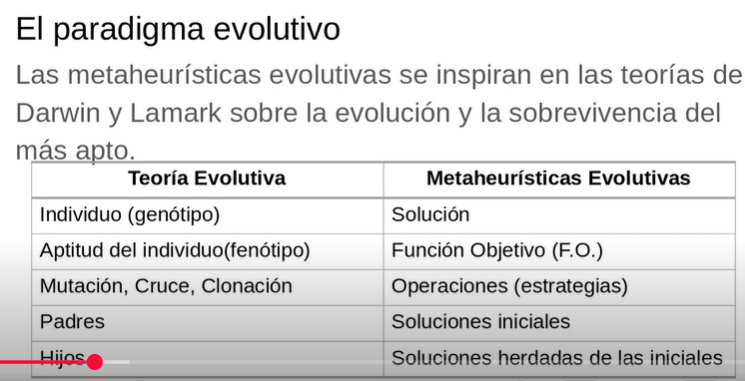 El paradigma evolutivo
Las metaheurísticas evolutivas se inspiran en las teorías de
Darwin y Lamark sobre la evolución y la sobrevivencia del
más apto.
Teoría Evolutiva Metaheurísticas Evolutivas
Individuo (genótipo) Solución
Aptitud del individuo(fenótipo) Función Objetivo (F.O.)
Mutación, Cruce, Clonación Operaciones (estrategias)
Padres Soluciones iniciales
Hijos Soluciones herdadas de las iniciales